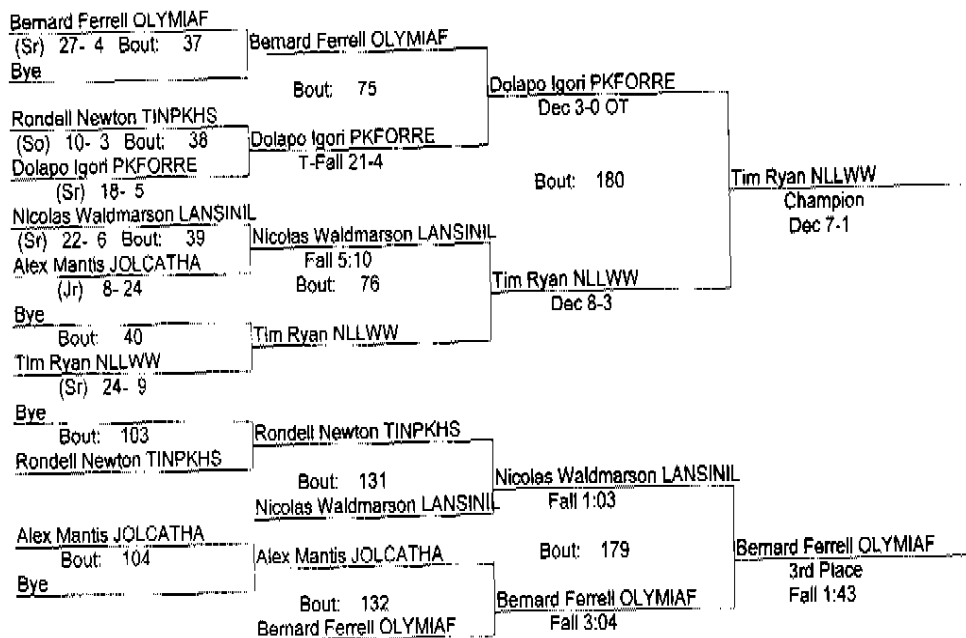 Bernard Ferrell OLYMIAF
(Sr) 27- 4 Bout: 37
Bye
Bernard Ferrell OLYMIAF
Bout: 75
Rondell Newton TINPKHS
(So) 10- 3 Bout: 38
Dolapo Igori PKFORRE
(Sr) 18- 5
Dolapo Igori PKFORRE
T-Fall 21-4
Dolapo Igori PKFORRE
Dec 3-0 OT
Bout: 180
Nicolas Waldmarson LANSINIL
(Sr) 22- 6 Bout: 39
Alex Mantis JOLCATHA
(Jr) 8- 24
Nicolas Waldmarson LANSINIL
Fall 5:10
Bout: 76
Bye
Bout: 40
Tim Ryan NLLWW
(Sr) 24- 9
Tim Ryan NLLWW
Tim Ryan NLLWW
Dec 8-3
Tim Ryan NLLWW
Champion
Dec 7-1
Bye
Bout: 103
Rondell Newton TINPKHS
Rondell Newton TINPKHS
Bout: 131
Nicolas Waldmarson LANSINIL
Nicolas Waldmarson LANSINIL
Fall 1:03
Bout: 179
Alex Mantis JOLCATHA
Bout: 104
Bye
Alex Mantis JOLCATHA
Bout: 132
Bernard Ferrell OLYMIAF
Bernard Ferrell OLYMIAF
Fall 3:04
Bernard Ferrell OLYMIAF
3rd Place
Fall 1:43